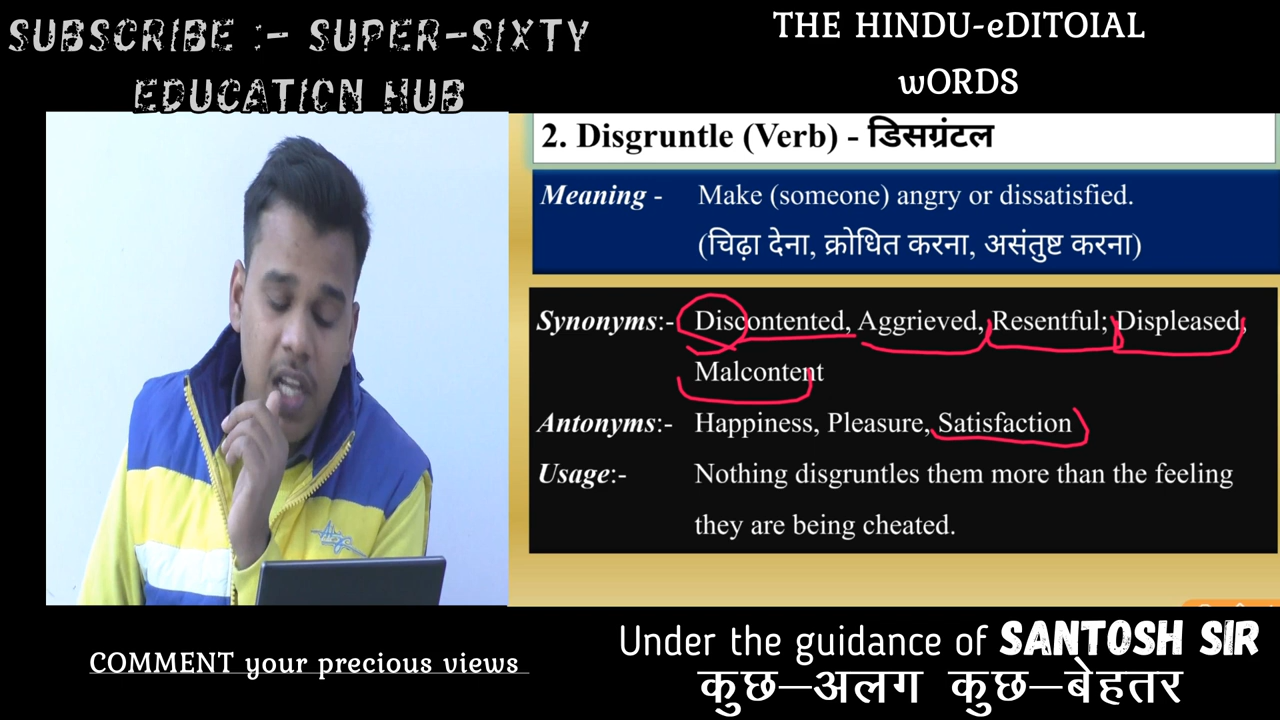 SUBSCRIBE :- SUPER-SIXTY
EDUCATION HUB
THE HINDU-eDITOIAL
wORDS
2. Disgruntle (Verb) - डिसग्रंटल
Meaning - Make (someone) angry or dissatisfied.
(चिढ़ा देना, क्रोधित करना, असंतुष्ट करना)
Synonyms:- Discontented, Aggrieved, Resentful; Displeased,
Malcontent
Antonyms:- Happiness, Pleasure, Satisfaction
Usage:- Nothing disgruntles them more than the feeling
they are being cheated.
COMMENT your precious views
Under the guidance of SANTOSH SIR
कुछ–अलग कुछ–बेहतर